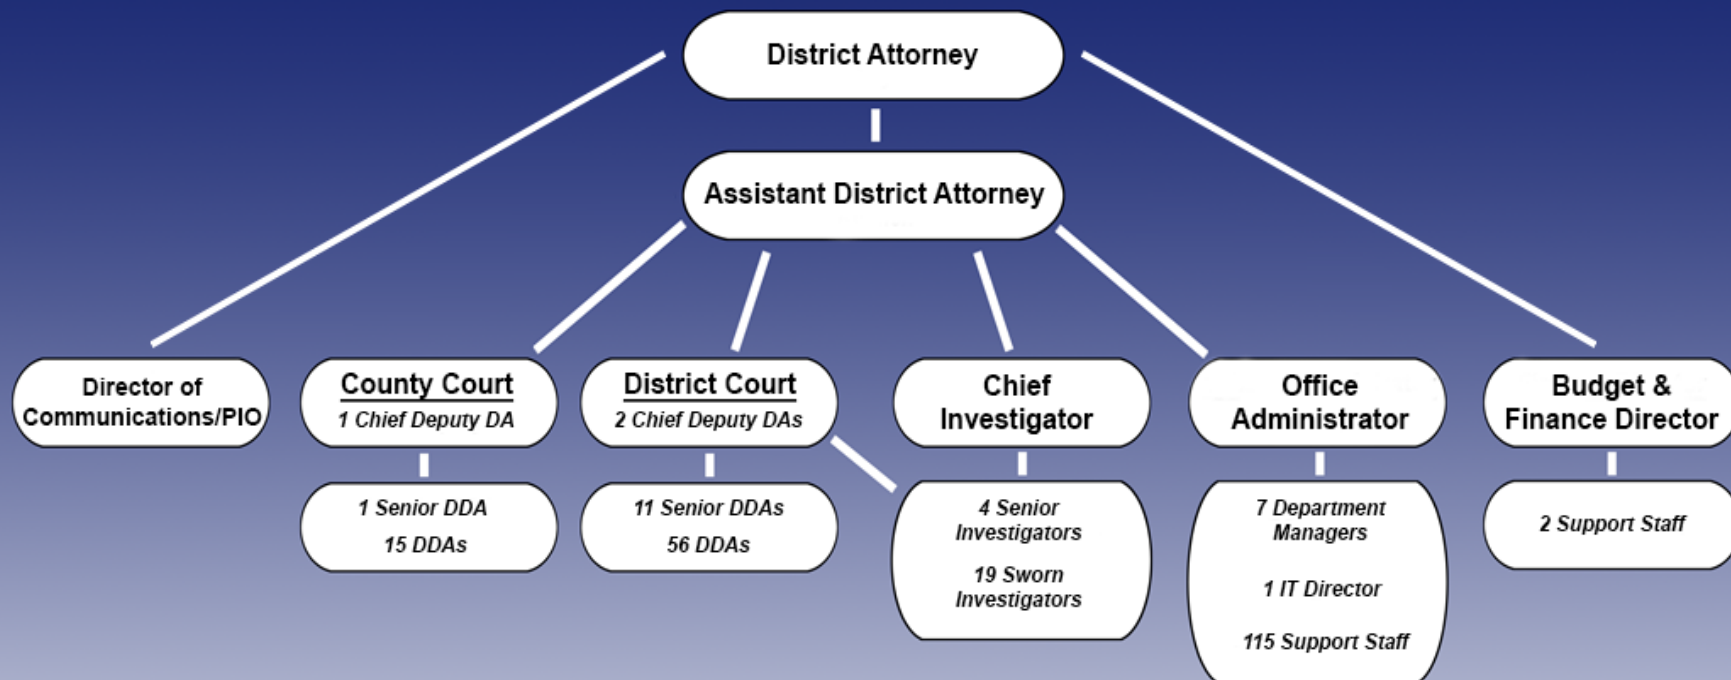 District Attorney
Assistant District Attorney
Director of
Communications/PIO
County Court
1 Chief Deputy DA
District Court
2 Chief Deputy DAs
Chief
Investigator
Office
Administrator
Budget &
Finance Director
1 Senior DDA
15 DDAs
11 Senior DDAs
56 DDAs
4 Senior
Investigators
19 Sworn
Investigators
7 Department
Managers
1 IT Director
115 Support Staff
2 Support Staff